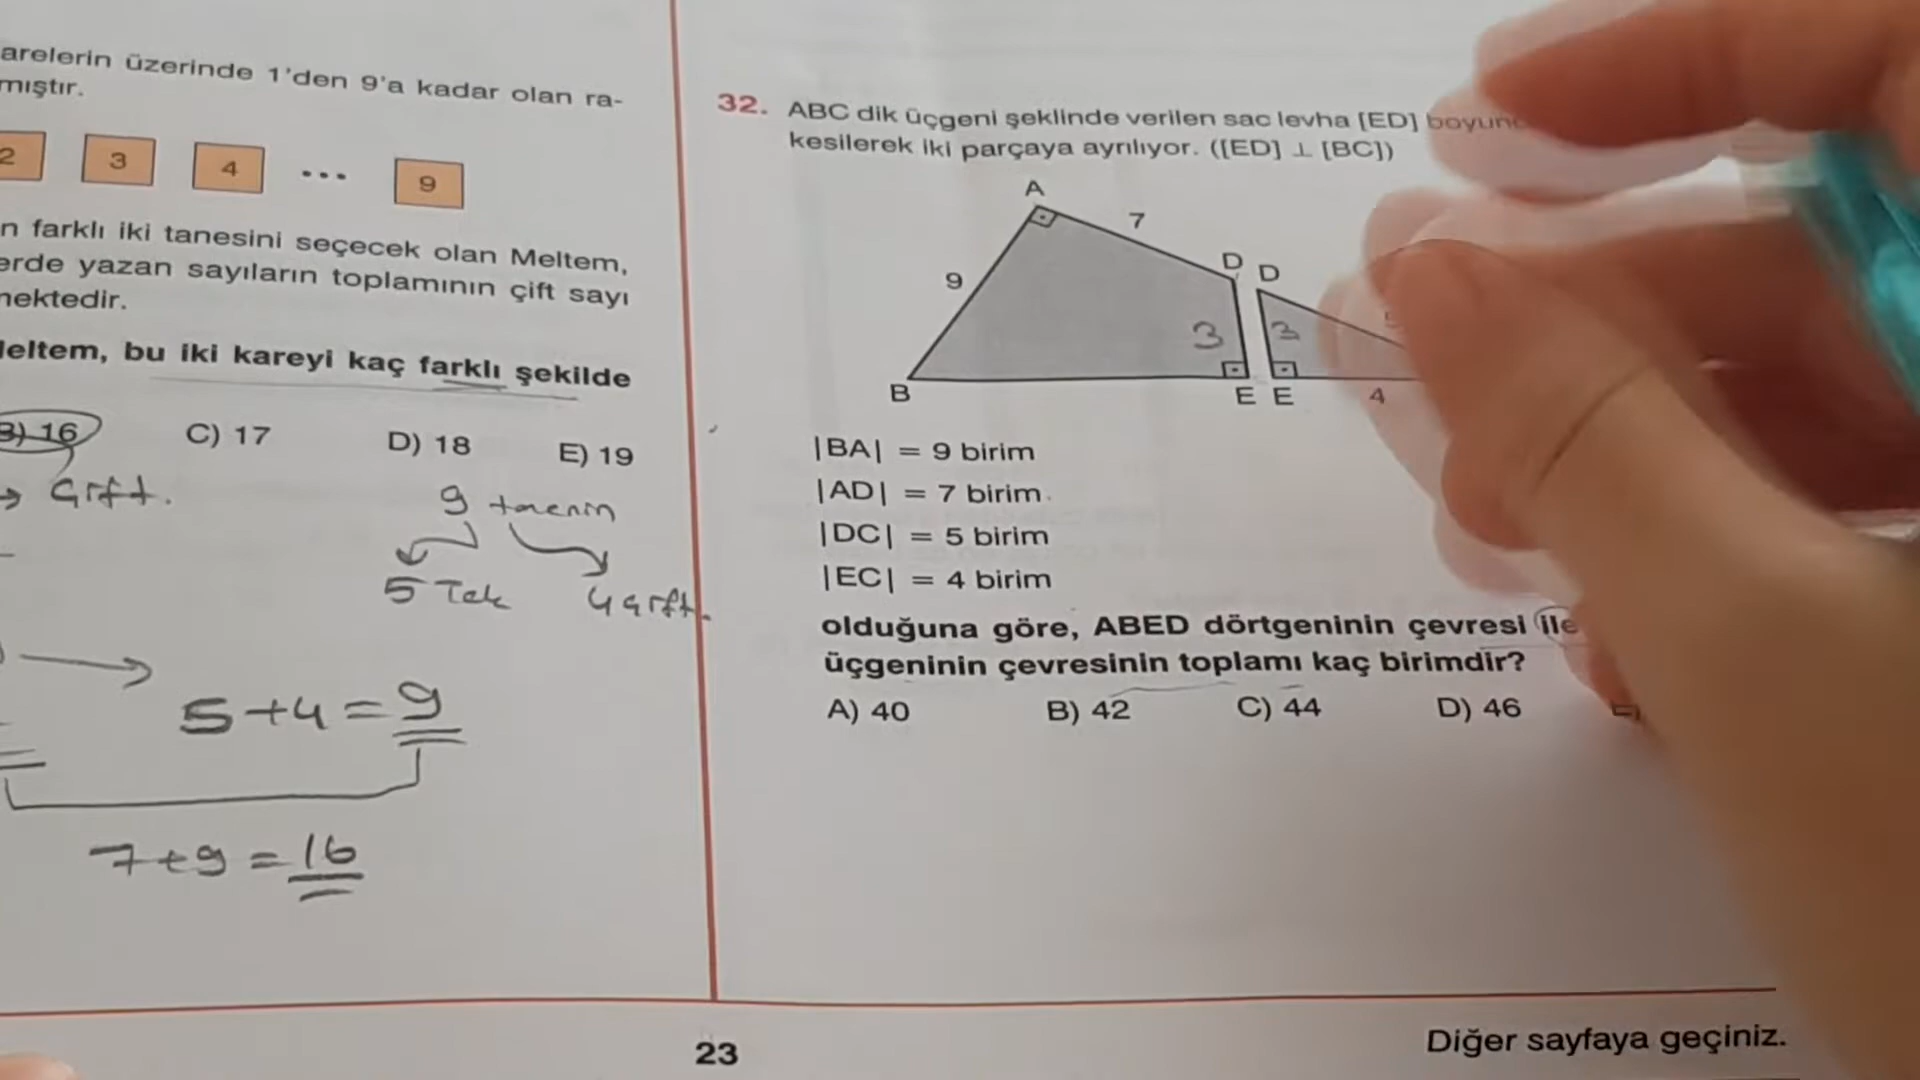 arelerin üzerinde 1'den 9'a kadar olan ra-
mıştır.
2 3 4 ... 9
n farklı iki tanesini seçecek olan Meltem,
erde yazan sayıların toplamının çift sayı
mektedir.
Meltem, bu iki kareyi kaç farklı şekilde
B) 16 C) 17 D) 18 E) 19
→ çift.
9 tanenin
5 Tek 4 çift.
5+4=9
7+9=16
32. ABC dik üçgeni şeklinde verilen sac levha [ED]
kesilerek iki parçaya ayrılıyor. ([ED] ⊥ [BC])
A
7
D D
9
3 3
B E E 4
|BA| = 9 birim
|AD| = 7 birim
|DC| = 5 birim
|EC| = 4 birim
olduğuna göre, ABED dörtgeninin çevresi ile
üçgeninin çevresinin toplamı kaç birimdir?
A) 40 B) 42 C) 44 D) 46
23
Diğer sayfaya geçiniz.